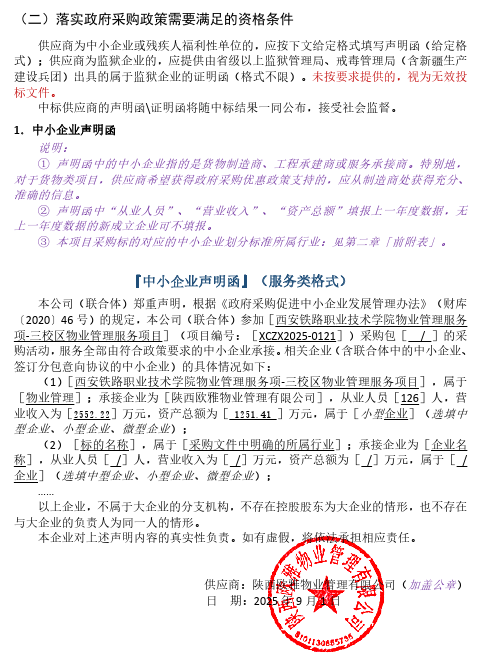 （二）落实政府采购政策需要满足的资格条件
供应商为中小企业或残疾人福利性单位的，应按下文给定格式填写声明函（给定格
式）；供应商为监狱企业的，应提供由省级以上监狱管理局、戒毒管理局（含新疆生产
建设兵团）出具的属于监狱企业的证明函（格式不限）。未按要求提供的，视为无效投
标文件。
中标供应商的声明函\证明函将随中标结果一同公布，接受社会监督。
1. 中小企业声明函
说明：
① 声明函中的中小企业指的是货物制造商、工程承建商或服务承接商。特别地，
对于货物类项目，供应商希望获得政府采购优惠政策支持的，应从制造商处获得充分、
准确的信息。
② 声明函中“从业人员”、“营业收入”、“资产总额”填报上一年度数据，无
上一年度数据的新成立企业可不填报。
③ 本项目采购标的对应的中小企业划分标准所属行业：见第二章「前附表」。
『中小企业声明函』（服务类格式）
本公司（联合体）郑重声明，根据《政府采购促进中小企业发展管理办法》（财库
〔2020〕46 号）的规定，本公司（联合体）参加［西安铁路职业技术学院物业管理服务
项-三校区物业管理服务项目］（项目编号：［XCZX2025-0121］）采购包［ / ］的采
购活动，服务全部由符合政策要求的中小企业承接。相关企业（含联合体中的中小企业、
签订分包意向协议的中小企业）的具体情况如下：
（1）［西安铁路职业技术学院物业管理服务项-三校区物业管理服务项目］，属于
［物业管理］；承接企业为［陕西欧雅物业管理有限公司］，从业人员［126］人，营
业收入为［2552.22］万元，资产总额为［ 1251.41 ］万元，属于［小型企业］（选填中
型企业、小型企业、微型企业）；
（2）［标的名称］，属于［采购文件中明确的所属行业］；承接企业为［企业名
称］，从业人员［ /］人，营业收入为［ /］万元，资产总额为［ /］万元，属于［ /
企业］（选填中型企业、小型企业、微型企业）；
……
以上企业，不属于大企业的分支机构，不存在控股股东为大企业的情形，也不存在
与大企业的负责人为同一人的情形。
本企业对上述声明内容的真实性负责。如有虚假，将依法承担相应责任。
供应商：陕西欧雅物业管理有限公司（加盖公章）
日 期：2025 年 9 月 1 日
陕西欧雅物业管理有限公司